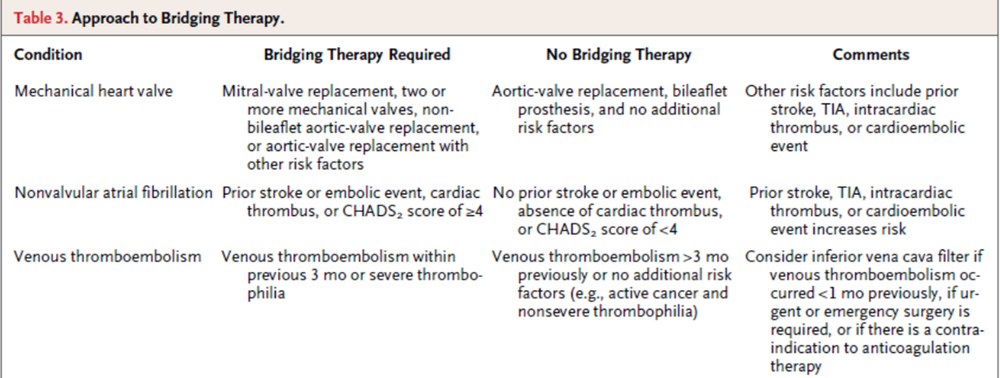 Table 3. Approach to Bridging Therapy.
Condition Bridging Therapy Required No Bridging Therapy Comments
Mechanical heart valve
Mitral-valve replacement, two or
more mechanical valves, non-
bileaflet aortic-valve replacement,
or aortic-valve replacement with
other risk factors
Aortic-valve replacement, bileaflet
prosthesis, and no additional
risk factors
Other risk factors include prior
stroke, TIA, intracardiac
thrombus, or cardioembolic
event
Nonvalvular atrial fibrillation
Prior stroke or embolic event, cardiac
thrombus, or CHADS₂ score of ≥4
No prior stroke or embolic event,
absence of cardiac thrombus,
or CHADS₂ score of <4
Prior stroke, TIA, intracardiac
thrombus, or cardioembolic
event increases risk
Venous thromboembolism
Venous thromboembolism within
previous 3 mo or severe thrombo-
philia
Venous thromboembolism >3 mo
previously or no additional risk
factors (e.g., active cancer and
nonsevere thrombophilia)
Consider inferior vena cava filter if
venous thromboembolism oc-
curred <1 mo previously, if ur-
gent or emergency surgery is
required, or if there is a contra-
indication to anticoagulation
therapy